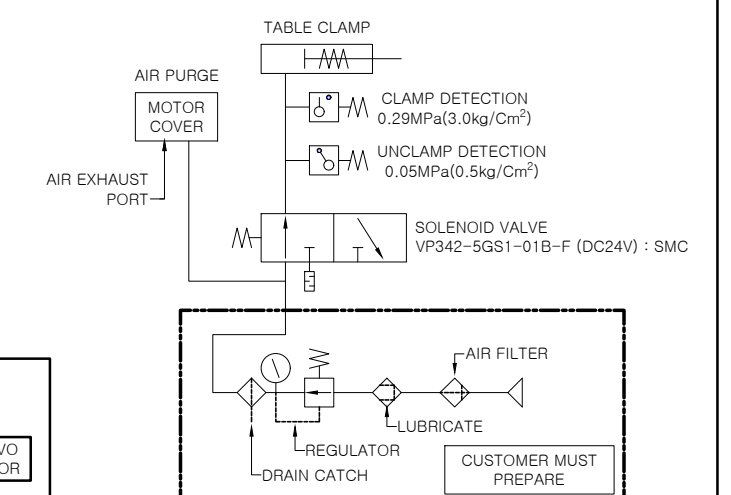 TABLE CLAMP
AIR PURGE
MOTOR
COVER
CLAMP DETECTION
0.29MPa(3.0kg/Cm²)
UNCLAMP DETECTION
0.05MPa(0.5kg/Cm²)
AIR EXHAUST
PORT
SOLENOID VALVE
VP342-5GS1-01B-F (DC24V) : SMC
AIR FILTER
LUBRICATE
REGULATOR
DRAIN CATCH
CUSTOMER MUST
PREPARE